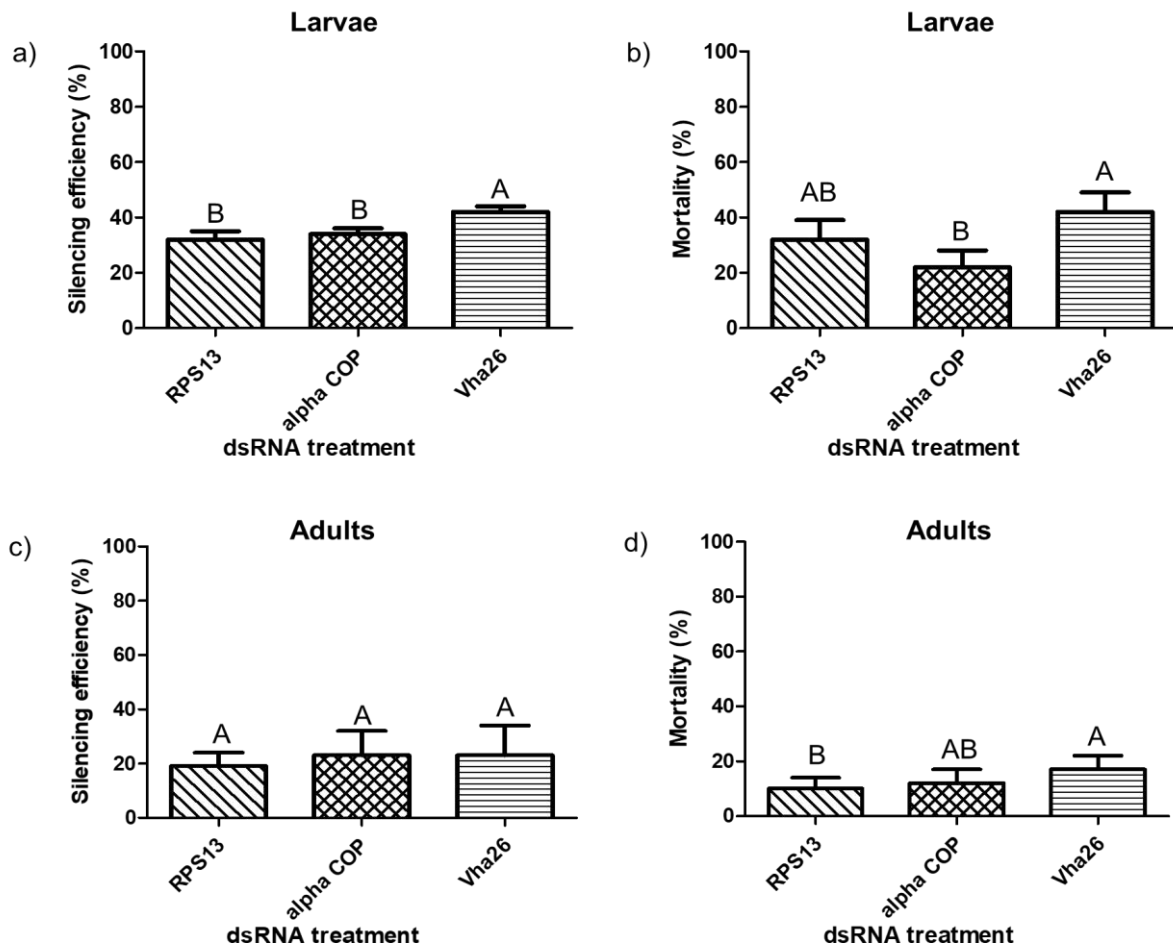 a)
Larvae
Silencing efficiency (%)
100
80
60
40
20
0
B
B
A
RPS13
alpha COP
Vha26
dsRNA treatment
b)
Larvae
Mortality (%)
100
80
60
40
20
0
AB
B
A
RPS13
alpha COP
Vha26
dsRNA treatment
c)
Adults
Silencing efficiency (%)
100
80
60
40
20
0
A
A
A
RPS13
alpha COP
Vha26
dsRNA treatment
d)
Adults
Mortality (%)
100
80
60
40
20
0
B
AB
A
RPS13
alpha COP
Vha26
dsRNA treatment